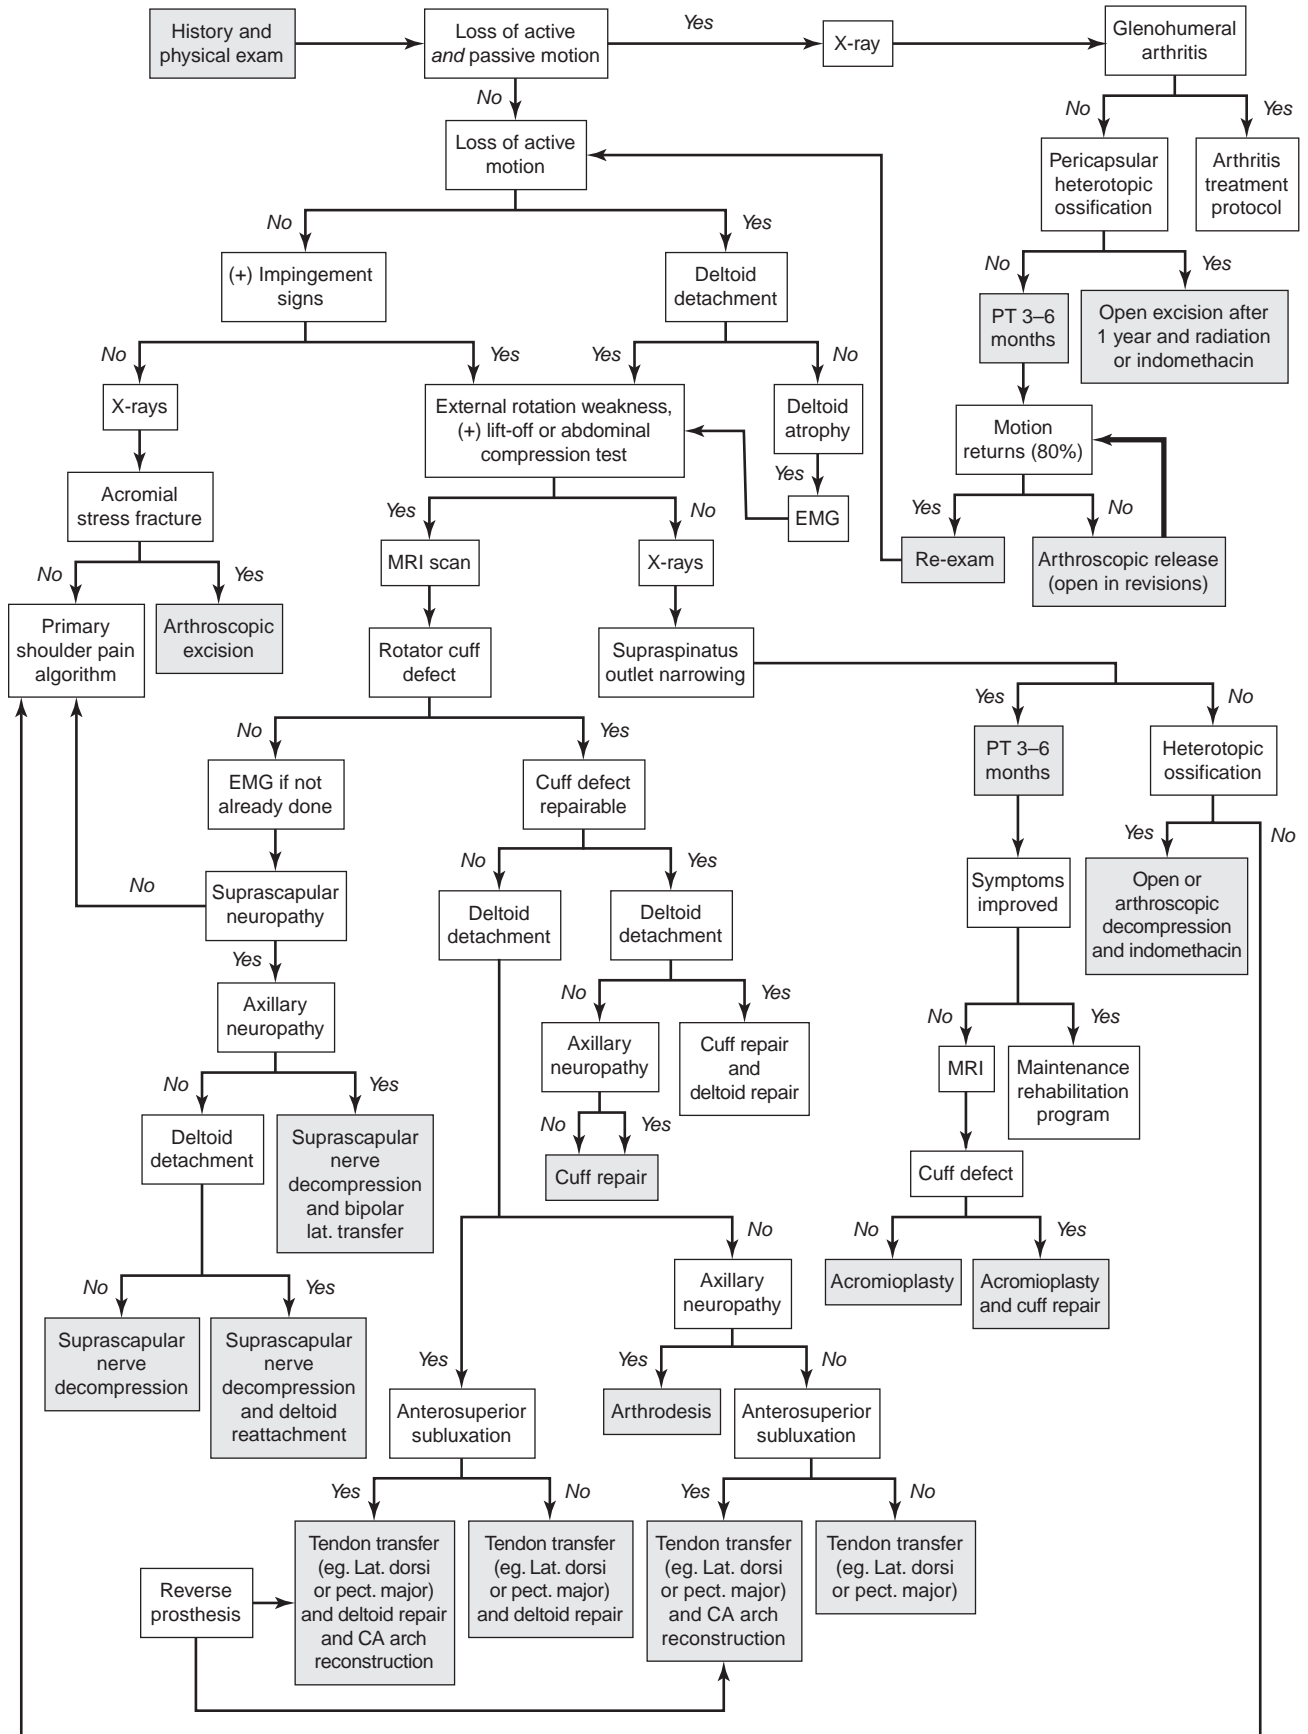 History and
physical exam
Loss of active
and passive motion
Yes
X-ray
Glenohumeral
arthritis
No
Loss of active
motion
No
Yes
Pericapsular
heterotopic
ossification
Arthritis
treatment
protocol
No
Yes
(+) Impingement
signs
Deltoid
detachment
No
Yes
PT 3–6
months
Open excision after
1 year and radiation
or indomethacin
No
Yes
Yes
No
X-rays
External rotation weakness,
(+) lift-off or abdominal
compression test
Deltoid
atrophy
Motion
returns (80%)
Yes
EMG
Acromial
stress fracture
Yes
No
Yes
No
MRI scan
X-rays
Re-exam
Arthroscopic release
(open in revisions)
No
Yes
Primary
shoulder pain
algorithm
Arthroscopic
excision
Rotator cuff
defect
Supraspinatus
outlet narrowing
No
Yes
Yes
No
EMG if not
already done
Cuff defect
repairable
PT 3–6
months
Heterotopic
ossification
No
Yes
Yes
No
No
Suprascapular
neuropathy
Deltoid
detachment
Deltoid
detachment
Symptoms
improved
Open or
arthroscopic
decompression
and indomethacin
Yes
No
Yes
Axillary
neuropathy
Axillary
neuropathy
Cuff repair
and
deltoid repair
No
Yes
MRI
Maintenance
rehabilitation
program
No
Yes
No
Yes
Deltoid
detachment
Suprascapular
nerve
decompression
and bipolar
lat. transfer
Cuff repair
Cuff defect
No
Yes
No
Acromioplasty
Acromioplasty
and cuff repair
Axillary
neuropathy
No
Yes
Suprascapular
nerve
decompression
Suprascapular
nerve
decompression
and deltoid
reattachment
Yes
Yes
No
Anterosuperior
subluxation
Arthrodesis
Anterosuperior
subluxation
Yes
No
Yes
No
Reverse
prosthesis
Tendon transfer
(eg. Lat. dorsi
or pect. major)
and deltoid repair
and CA arch
reconstruction
Tendon transfer
(eg. Lat. dorsi
or pect. major)
and deltoid repair
Tendon transfer
(eg. Lat. dorsi
or pect. major)
and CA arch
reconstruction
Tendon transfer
(eg. Lat. dorsi
or pect. major)